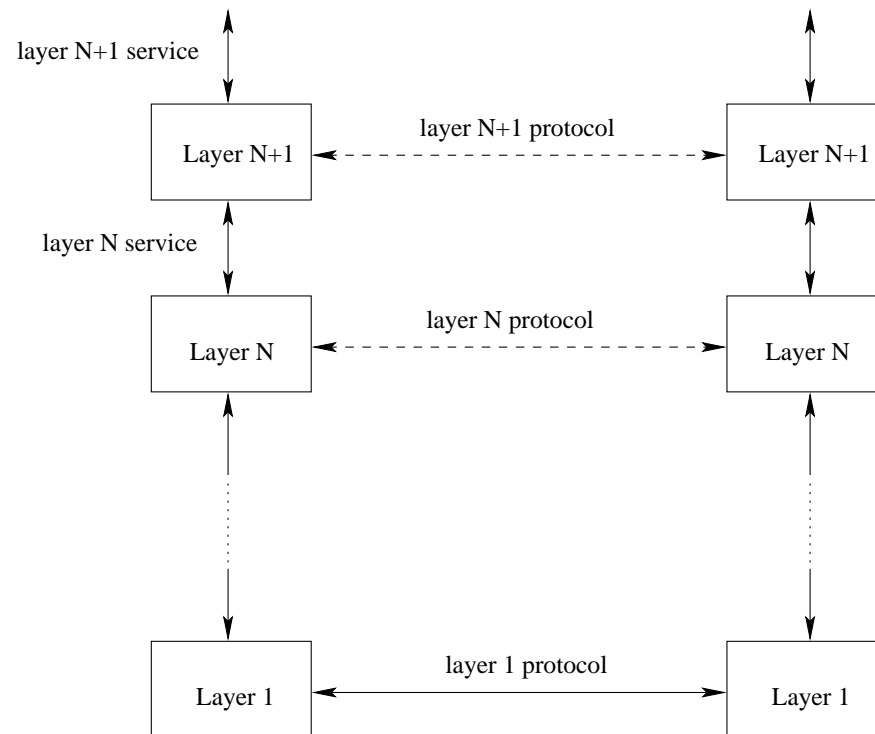 layer N+1 service
layer N+1 protocol
Layer N+1
Layer N+1
layer N service
layer N protocol
Layer N
Layer N
layer 1 protocol
Layer 1
Layer 1